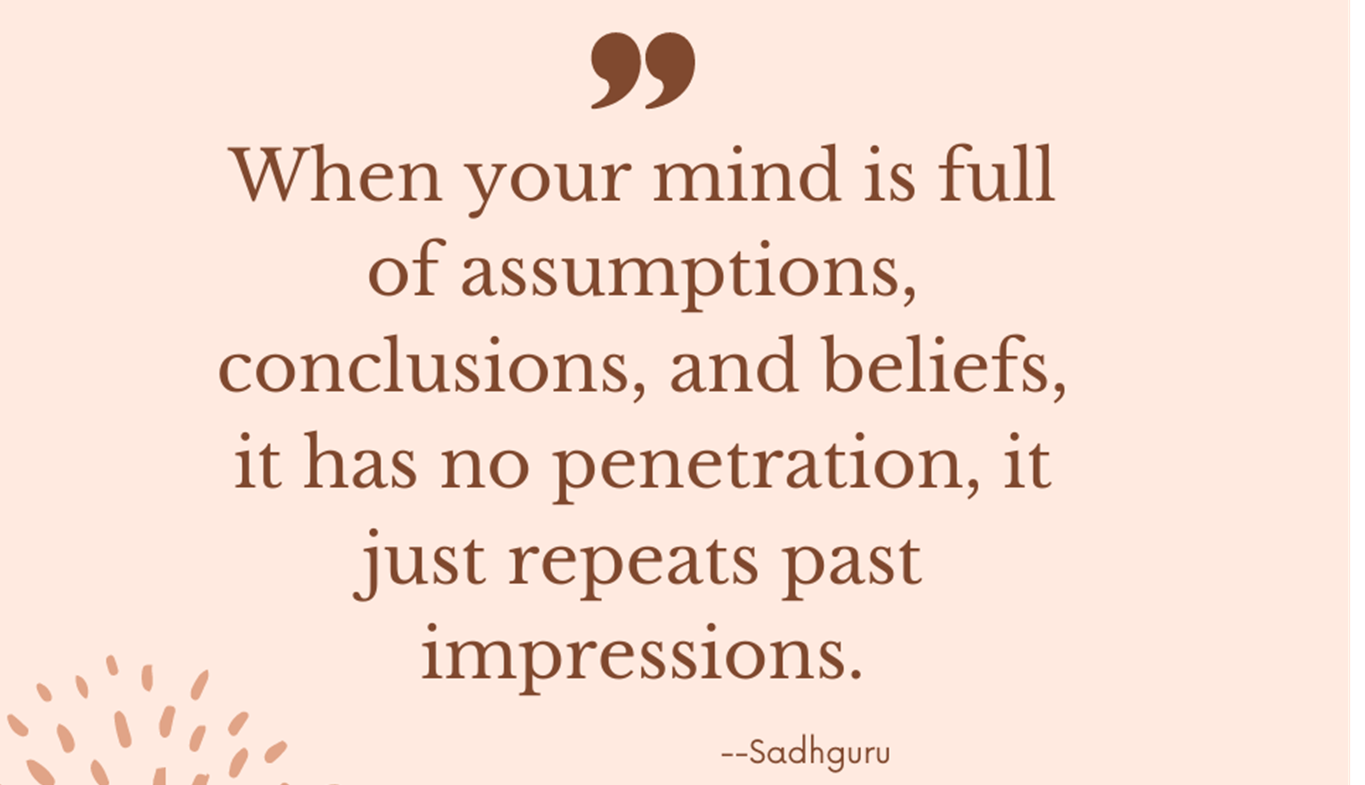 ”
When your mind is full
of assumptions,
conclusions, and beliefs,
it has no penetration, it
just repeats past
impressions.
--Sadhguru